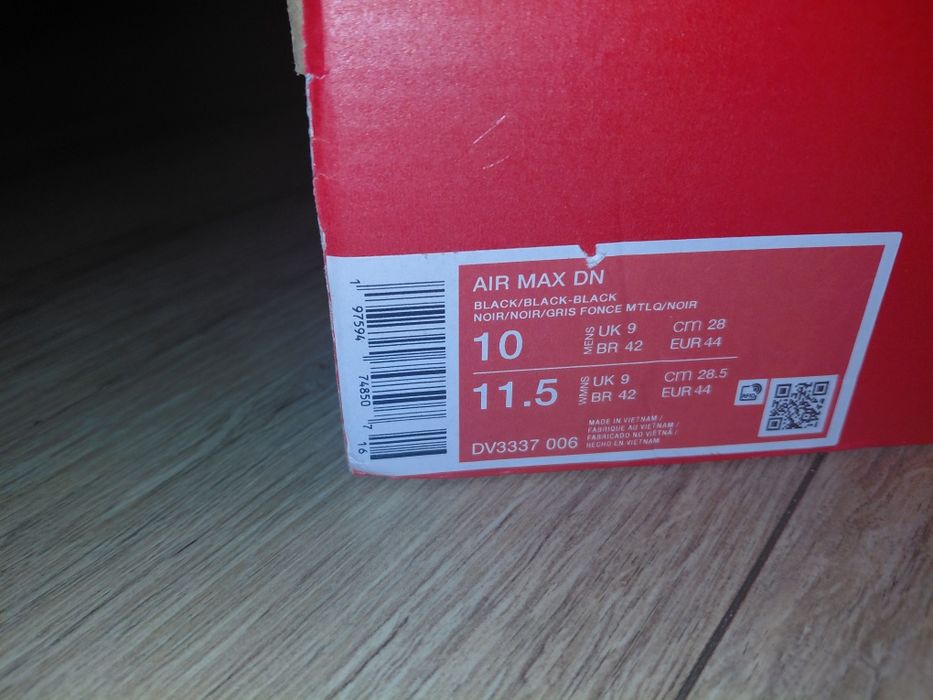 AIR MAX DN
BLACK/BLACK-BLACK
NOIR/NOIR/GRIS FONCE MTLQ/NOIR
10 MENS UK 9 cm 28
BR 42 EUR 44
11.5 WMNS UK 9 cm 28.5
BR 42 EUR 44
MADE IN VIETNAM /
FABRIQUE AU VIETNAM /
FABRICADO NO VIETNÃ /
HECHO EN VIETNAM
DV3337 006
1 97594 74850 7 16